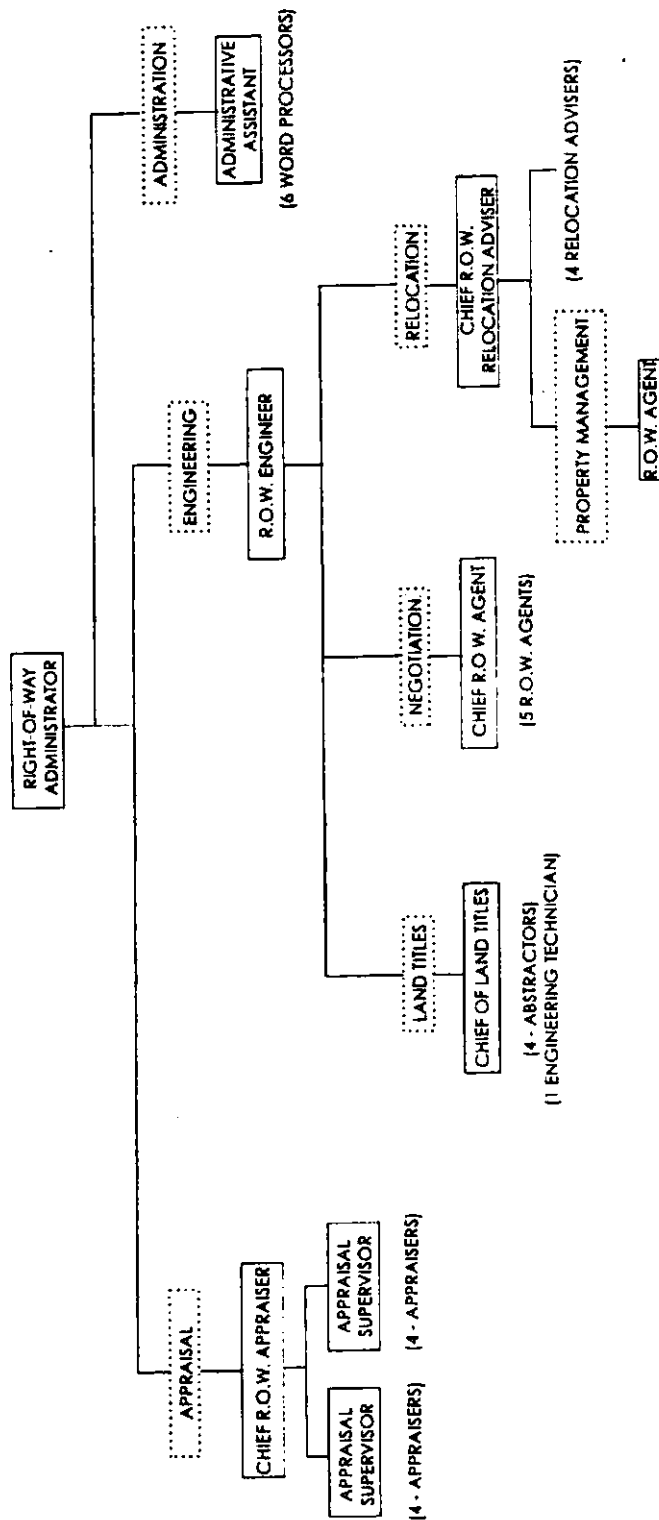 RIGHT-OF-WAY
ADMINISTRATOR
APPRAISAL
ENGINEERING
ADMINISTRATION
CHIEF R.O.W. APPRAISER
R.O.W. ENGINEER
ADMINISTRATIVE
ASSISTANT
(6 WORD PROCESSORS)
APPRAISAL
SUPERVISOR
APPRAISAL
SUPERVISOR
(4 - APPRAISERS)
(4 - APPRAISERS)
LAND TITLES
NEGOTIATION
RELOCATION
CHIEF OF LAND TITLES
CHIEF R.O W. AGENT
CHIEF R.O.W.
RELOCATION ADVISER
(4 - ABSTRACTORS)
(1 ENGINEERING TECHNICIAN)
(5 R.O.W. AGENTS)
PROPERTY MANAGEMENT
(4 RELOCATION ADVISERS)
R.O.W. AGENT